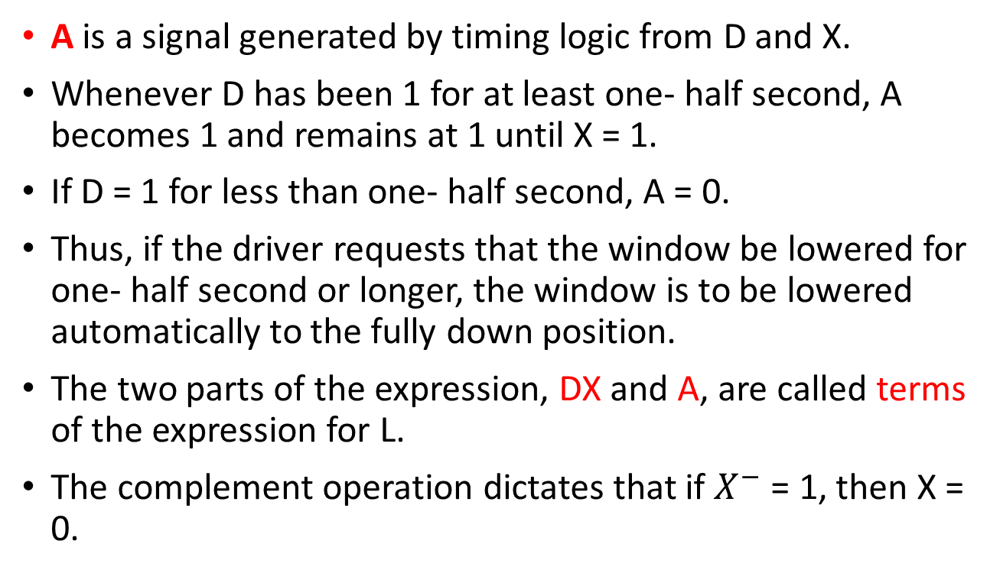 • A is a signal generated by timing logic from D and X.
• Whenever D has been 1 for at least one- half second, A
becomes 1 and remains at 1 until X = 1.
• If D = 1 for less than one- half second, A = 0.
• Thus, if the driver requests that the window be lowered for
one- half second or longer, the window is to be lowered
automatically to the fully down position.
• The two parts of the expression, DX and A, are called terms
of the expression for L.
• The complement operation dictates that if X⁻ = 1, then X =
0.